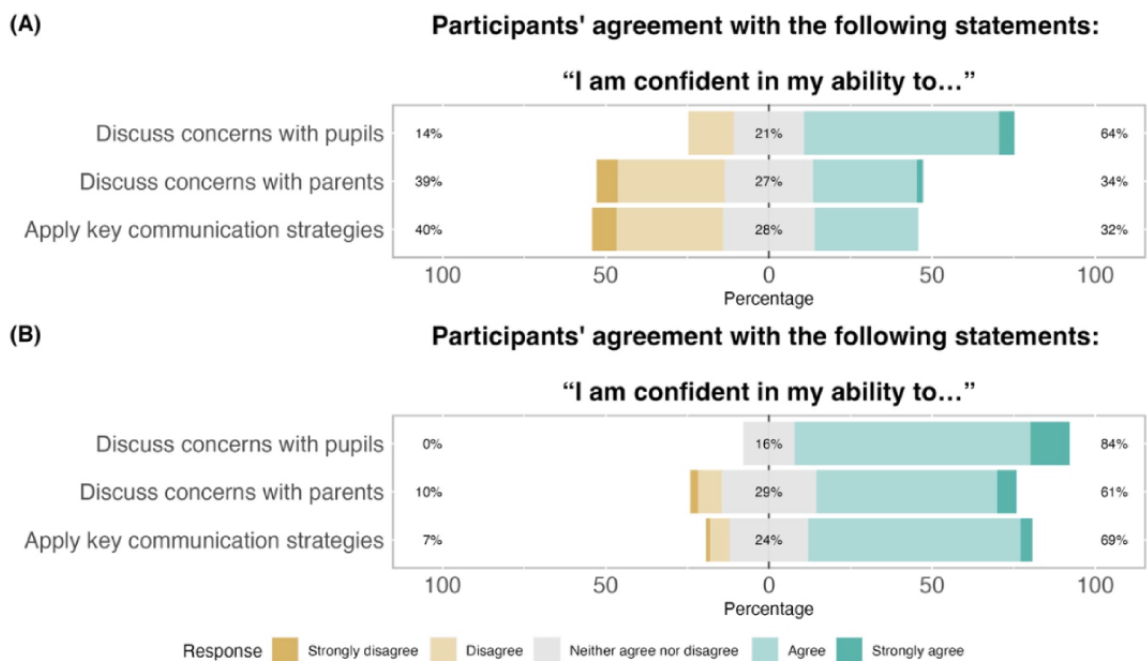 (A)
Participants' agreement with the following statements:
“I am confident in my ability to…”
Discuss concerns with pupils 14% 21% 64%
Discuss concerns with parents 39% 27% 34%
Apply key communication strategies 40% 28% 32%
100 50 0 50 100
Percentage
(B)
Participants' agreement with the following statements:
“I am confident in my ability to…”
Discuss concerns with pupils 0% 16% 84%
Discuss concerns with parents 10% 29% 61%
Apply key communication strategies 7% 24% 69%
100 50 0 50 100
Percentage
Response Strongly disagree Disagree Neither agree nor disagree Agree Strongly agree